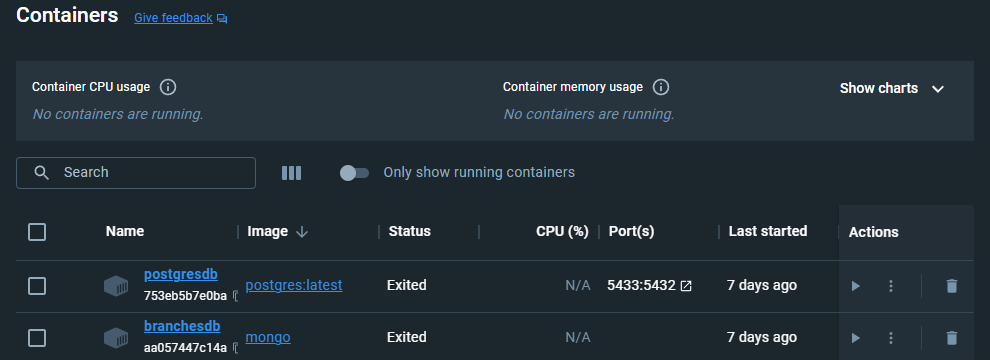 Containers Give feedback
Container CPU usage Container memory usage Show charts
No containers are running. No containers are running.
Search Only show running containers
Name Image Status CPU (%) Port(s) Last started Actions
postgresdb postgres:latest Exited N/A 5433:5432 7 days ago
753eb5b7e0ba
branchesdb mongo Exited N/A 7 days ago
aa057447c14a